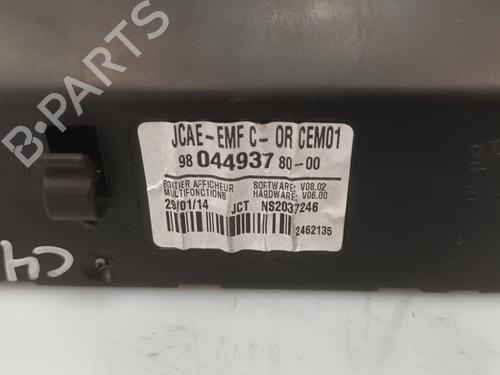 JCAE-EMF C-OR CEM01
98 044937 80-00
BOITIER AFFICHEUR
MULTIFONCTIONS
SOFTWARE: V08.02
HARDWARE: V06.00
29/01/14 JCT NS2037246
2462135
C4
B-PARTS